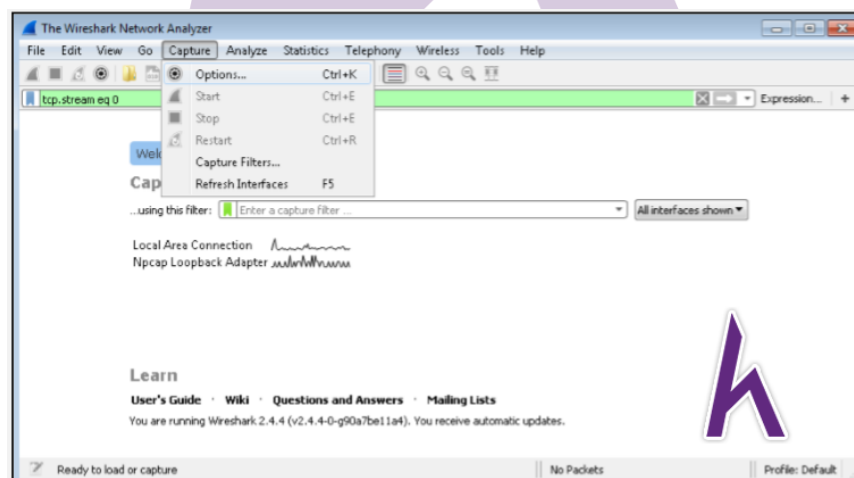 The Wireshark Network Analyzer
File Edit View Go Capture Analyze Statistics Telephony Wireless Tools Help
Options... Ctrl+K
tcp.stream eq 0 Expression... +
Start Ctrl+E
Stop Ctrl+E
Restart Ctrl+R
Welc
Capture Filters...
Cap
Refresh Interfaces F5
...using this filter: Enter a capture filter ... All interfaces shown
Local Area Connection
Npcap Loopback Adapter
Learn
User's Guide · Wiki · Questions and Answers · Mailing Lists
You are running Wireshark 2.4.4 (v2.4.4-0-g90a7be11a4). You receive automatic updates.
Ready to load or capture No Packets Profile: Default